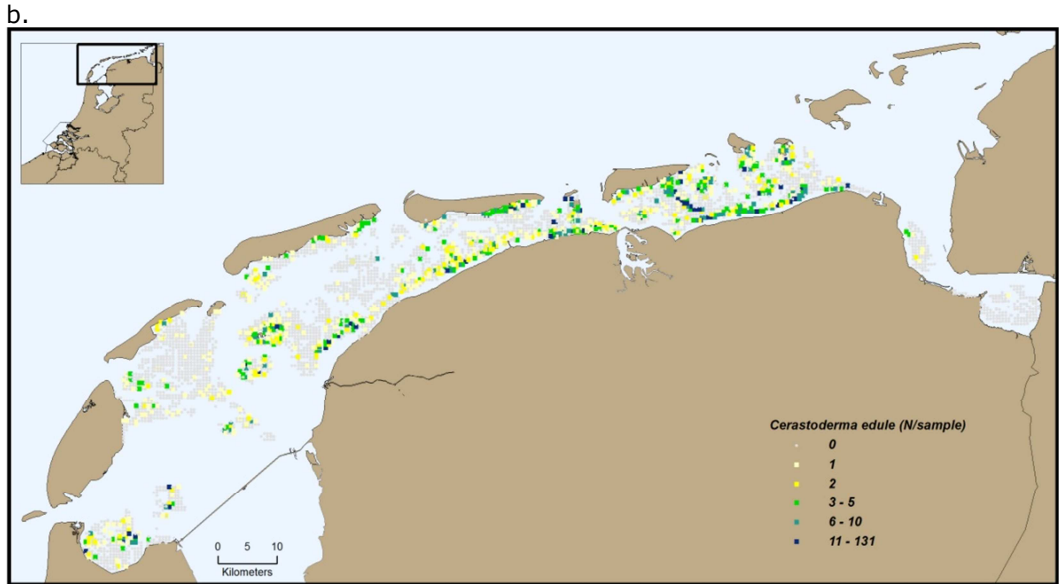 b.
Cerastoderma edule (N/sample)
0
1
2
3 - 5
6 - 10
11 - 131
0 5 10
Kilometers